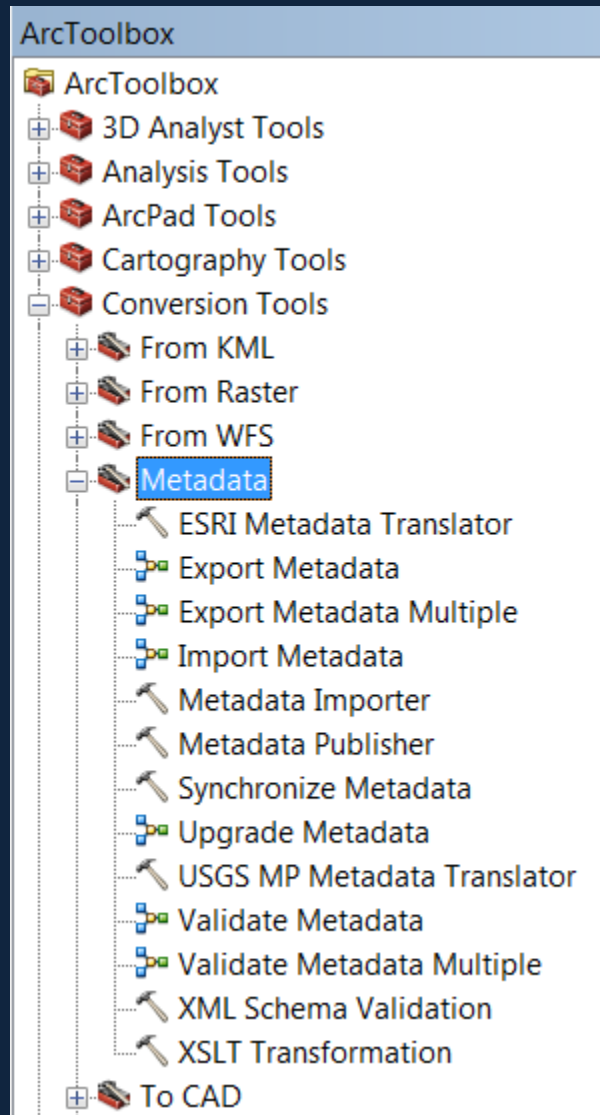 ArcToolbox
ArcToolbox
3D Analyst Tools
Analysis Tools
ArcPad Tools
Cartography Tools
Conversion Tools
From KML
From Raster
From WFS
Metadata
ESRI Metadata Translator
Export Metadata
Export Metadata Multiple
Import Metadata
Metadata Importer
Metadata Publisher
Synchronize Metadata
Upgrade Metadata
USGS MP Metadata Translator
Validate Metadata
Validate Metadata Multiple
XML Schema Validation
XSLT Transformation
To CAD